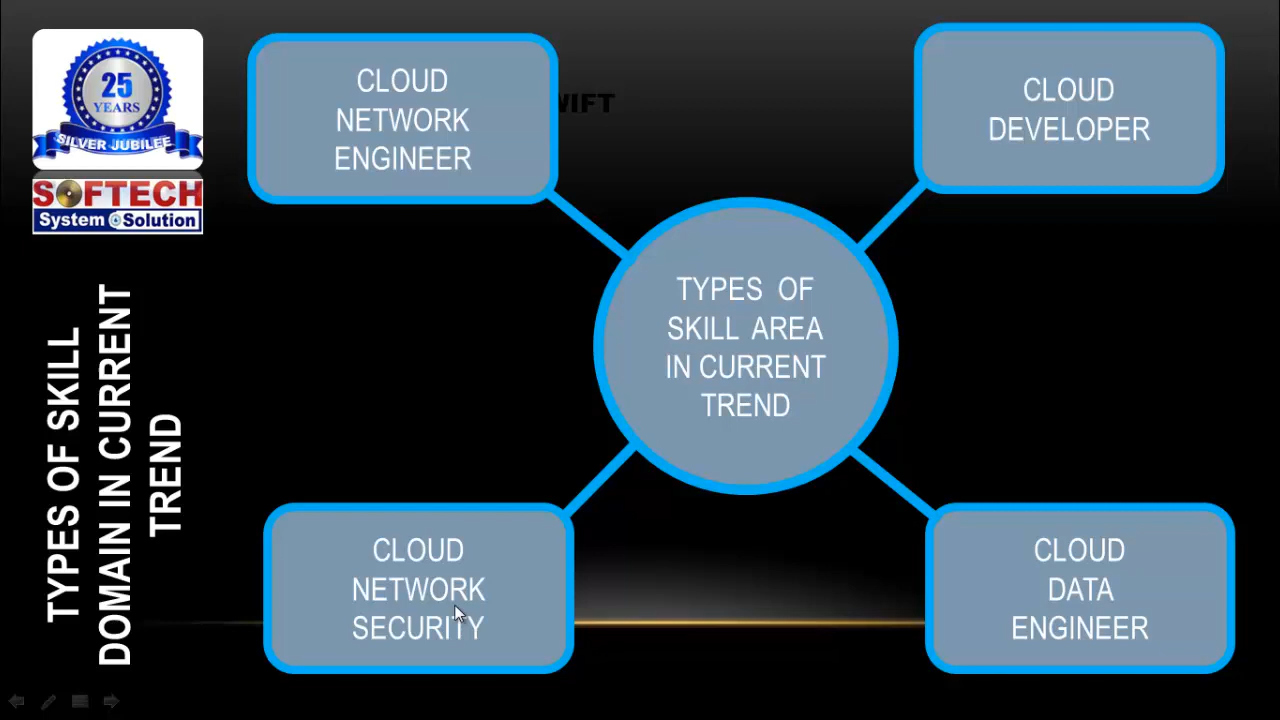 25
YEARS
SILVER JUBILEE
SOFTECH
System Solution
TYPES OF SKILL
DOMAIN IN CURRENT
TREND
CLOUD
NETWORK
ENGINEER
CLOUD
DEVELOPER
TYPES OF
SKILL AREA
IN CURRENT
TREND
CLOUD
NETWORK
SECURITY
CLOUD
DATA
ENGINEER